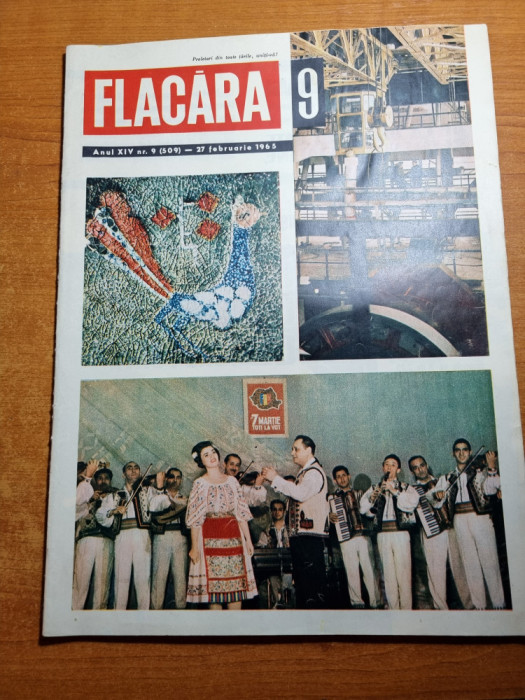 Proletari din toate țările, uniți-vă!
FLACĂRA
9
Anul XIV nr. 9 (509) — 27 februarie 1965
7 MARTIE
TOȚI LA VOT